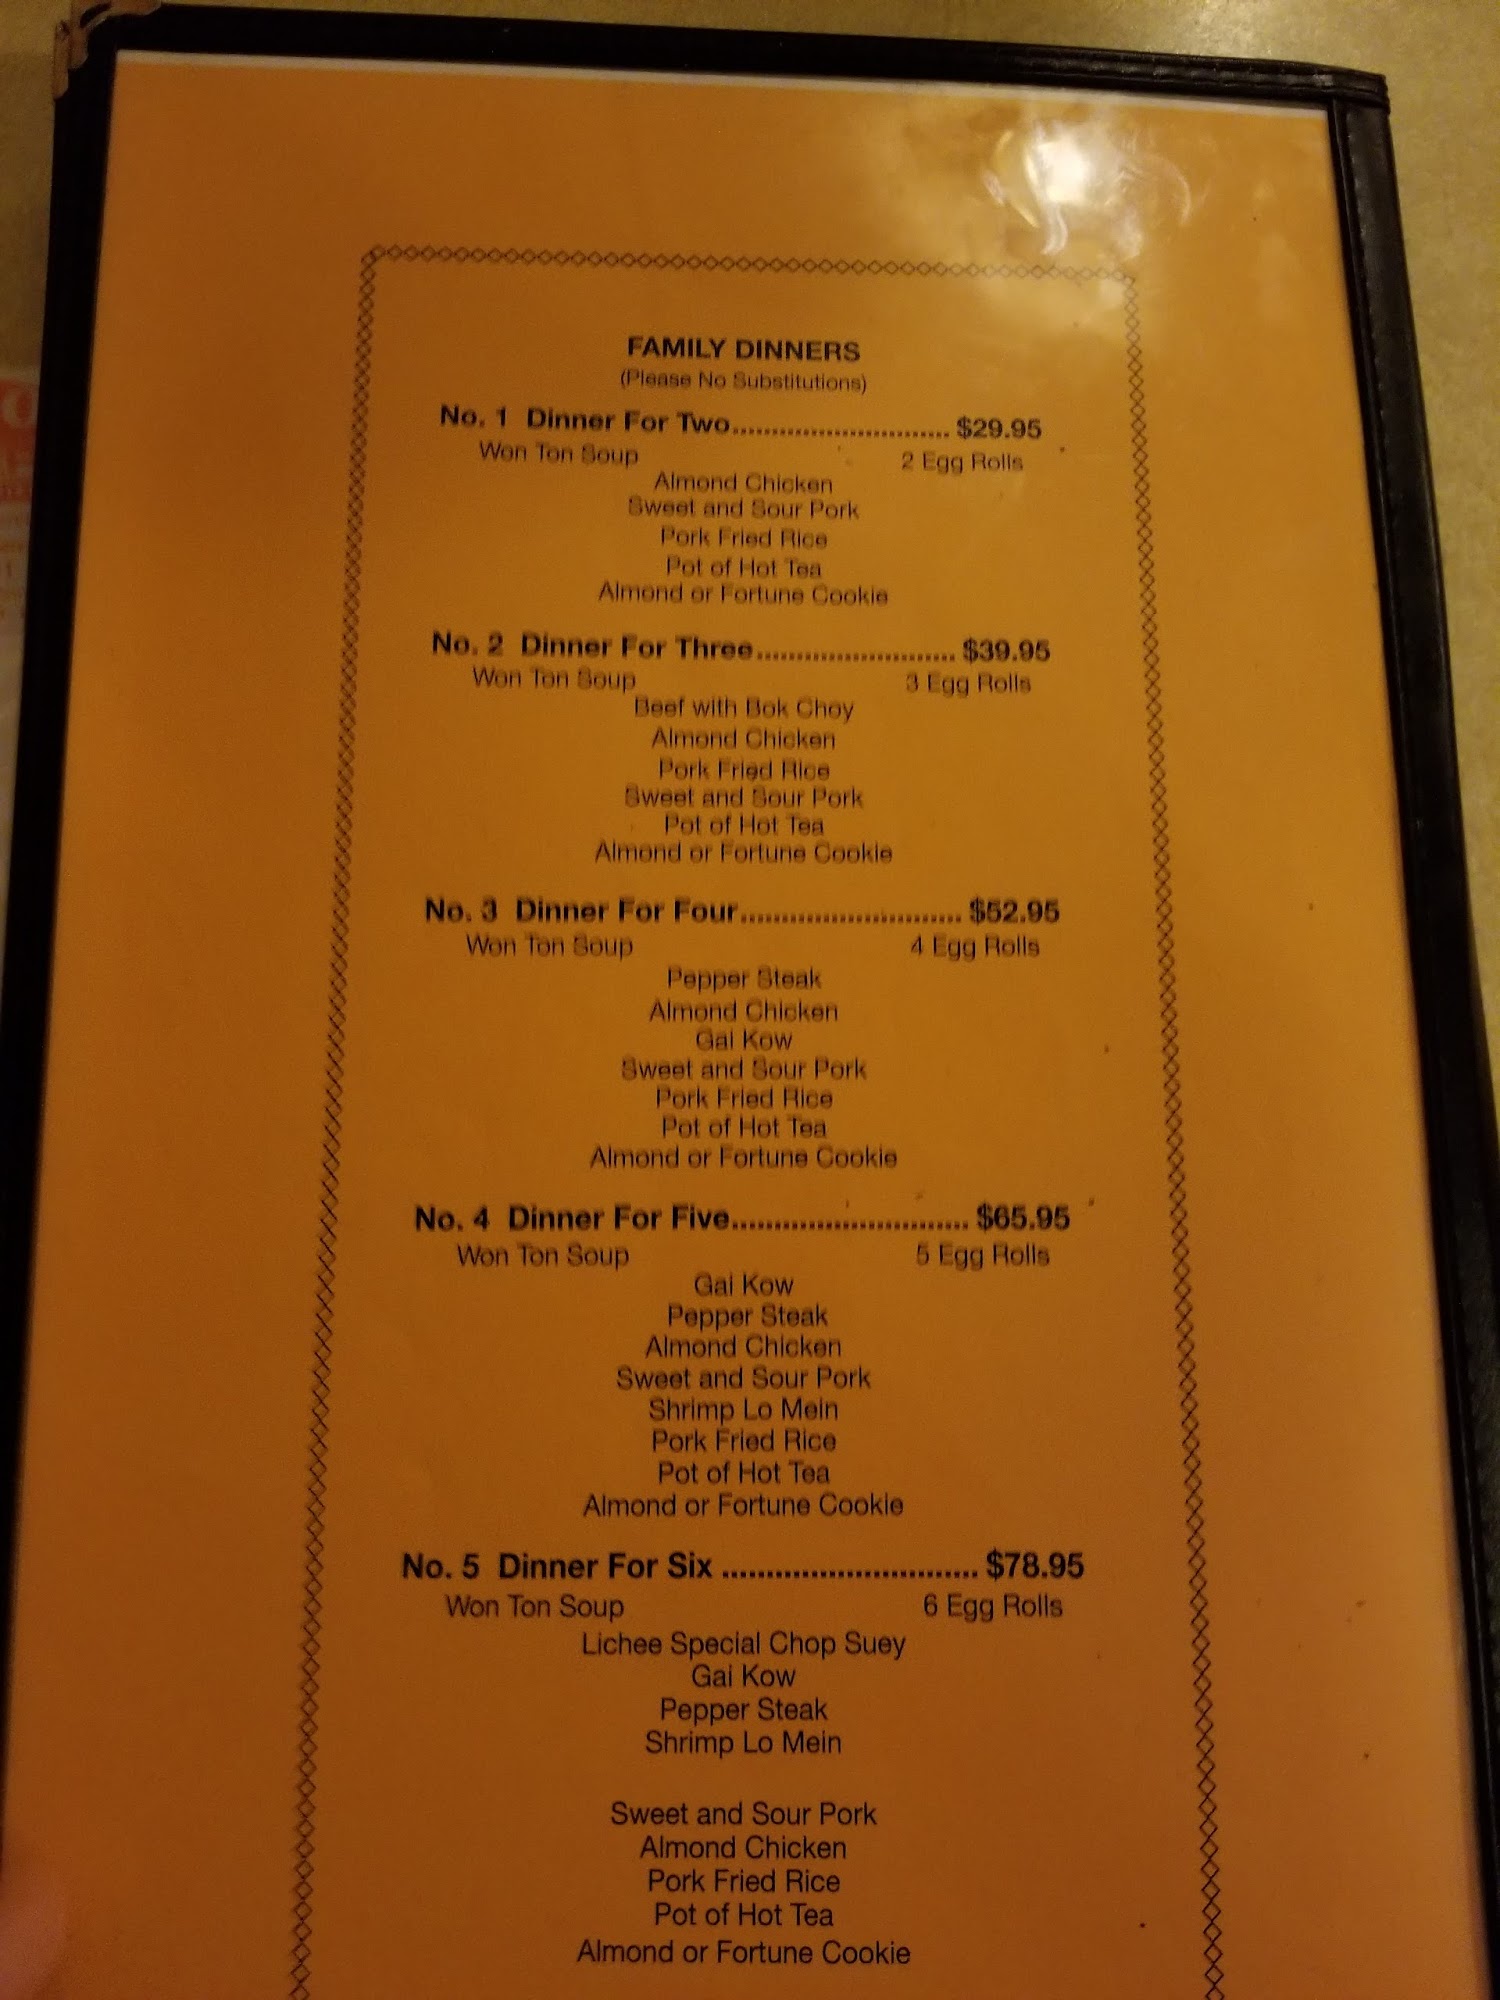 FAMILY DINNERS
(Please No Substitutions)
No. 1 Dinner For Two........................... $29.95
Won Ton Soup 2 Egg Rolls
Almond Chicken
Sweet and Sour Pork
Pork Fried Rice
Pot of Hot Tea
Almond or Fortune Cookie
No. 2 Dinner For Three......................... $39.95
Won Ton Soup 3 Egg Rolls
Beef with Bok Choy
Almond Chicken
Pork Fried Rice
Sweet and Sour Pork
Pot of Hot Tea
Almond or Fortune Cookie
No. 3 Dinner For Four........................... $52.95
Won Ton Soup 4 Egg Rolls
Pepper Steak
Almond Chicken
Gai Kow
Sweet and Sour Pork
Pork Fried Rice
Pot of Hot Tea
Almond or Fortune Cookie
No. 4 Dinner For Five............................ $65.95
Won Ton Soup 5 Egg Rolls
Gai Kow
Pepper Steak
Almond Chicken
Sweet and Sour Pork
Shrimp Lo Mein
Pork Fried Rice
Pot of Hot Tea
Almond or Fortune Cookie
No. 5 Dinner For Six ............................. $78.95
Won Ton Soup 6 Egg Rolls
Lichee Special Chop Suey
Gai Kow
Pepper Steak
Shrimp Lo Mein
Sweet and Sour Pork
Almond Chicken
Pork Fried Rice
Pot of Hot Tea
Almond or Fortune Cookie